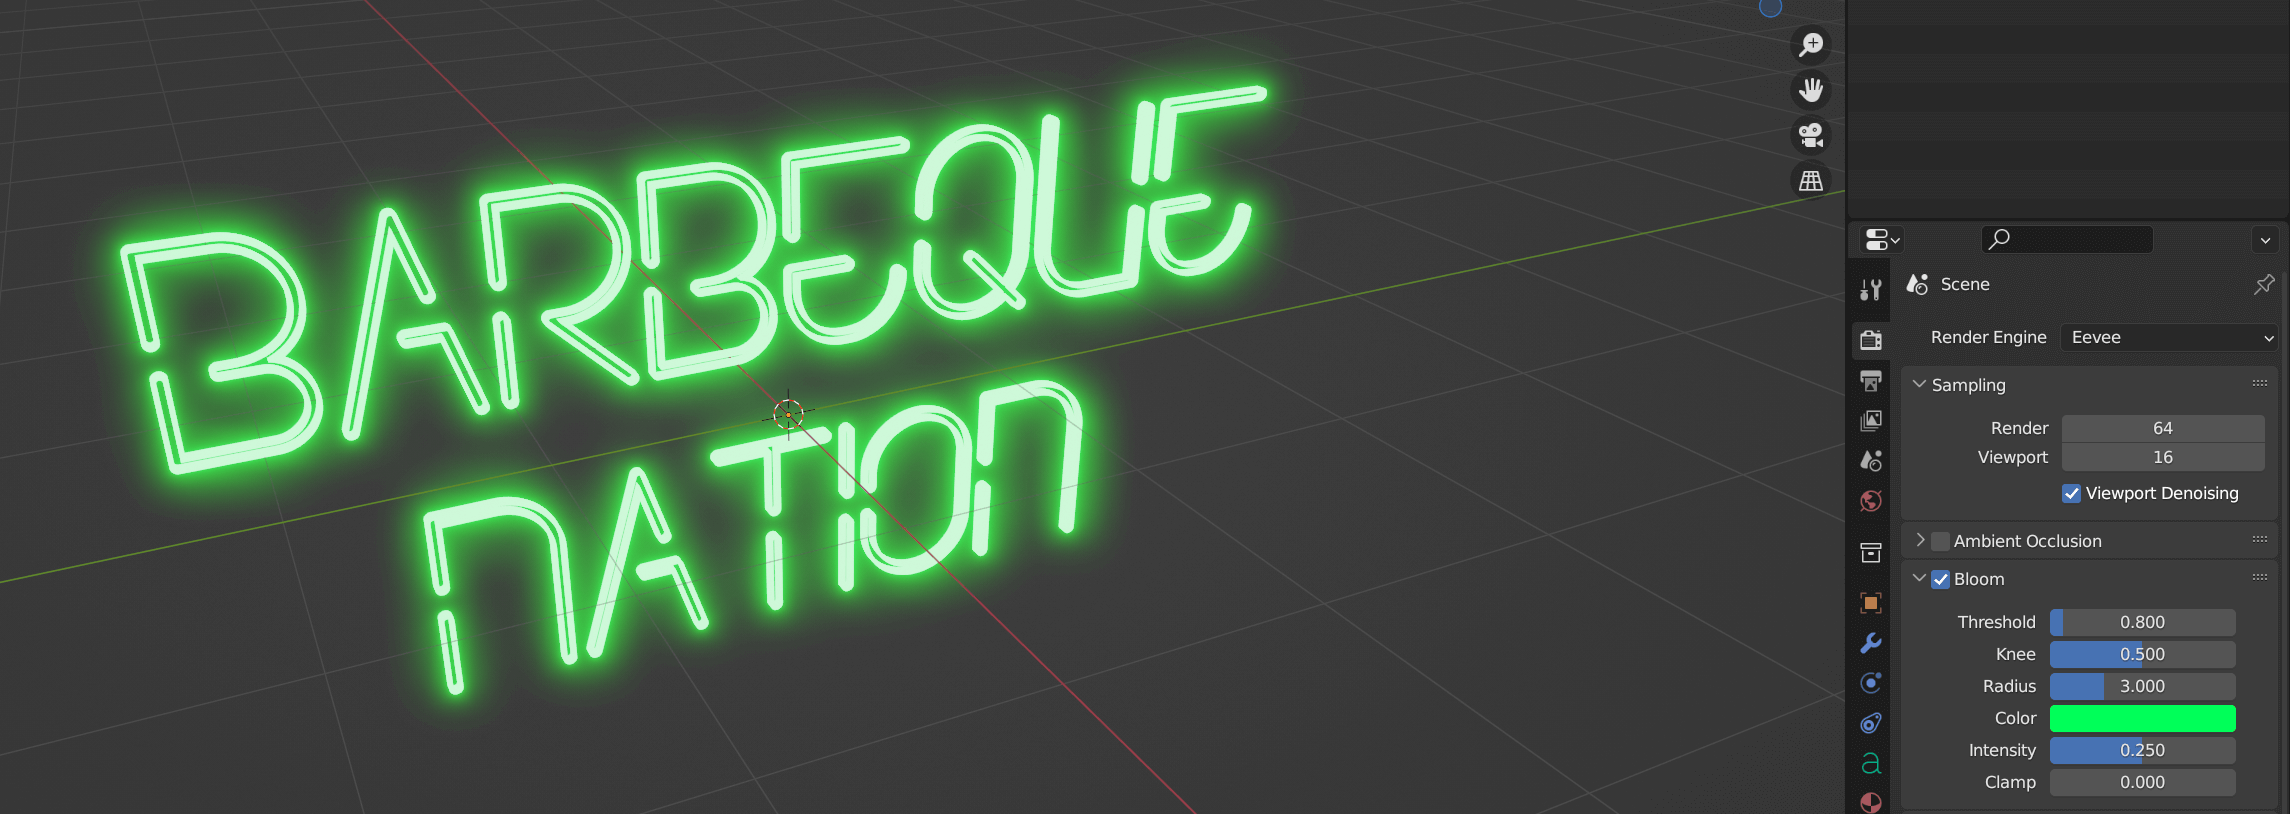 BARBEQUE
NATION
Scene
Render Engine Eevee
Sampling
Render 64
Viewport 16
Viewport Denoising
Ambient Occlusion
Bloom
Threshold 0.800
Knee 0.500
Radius 3.000
Color
Intensity 0.250
Clamp 0.000